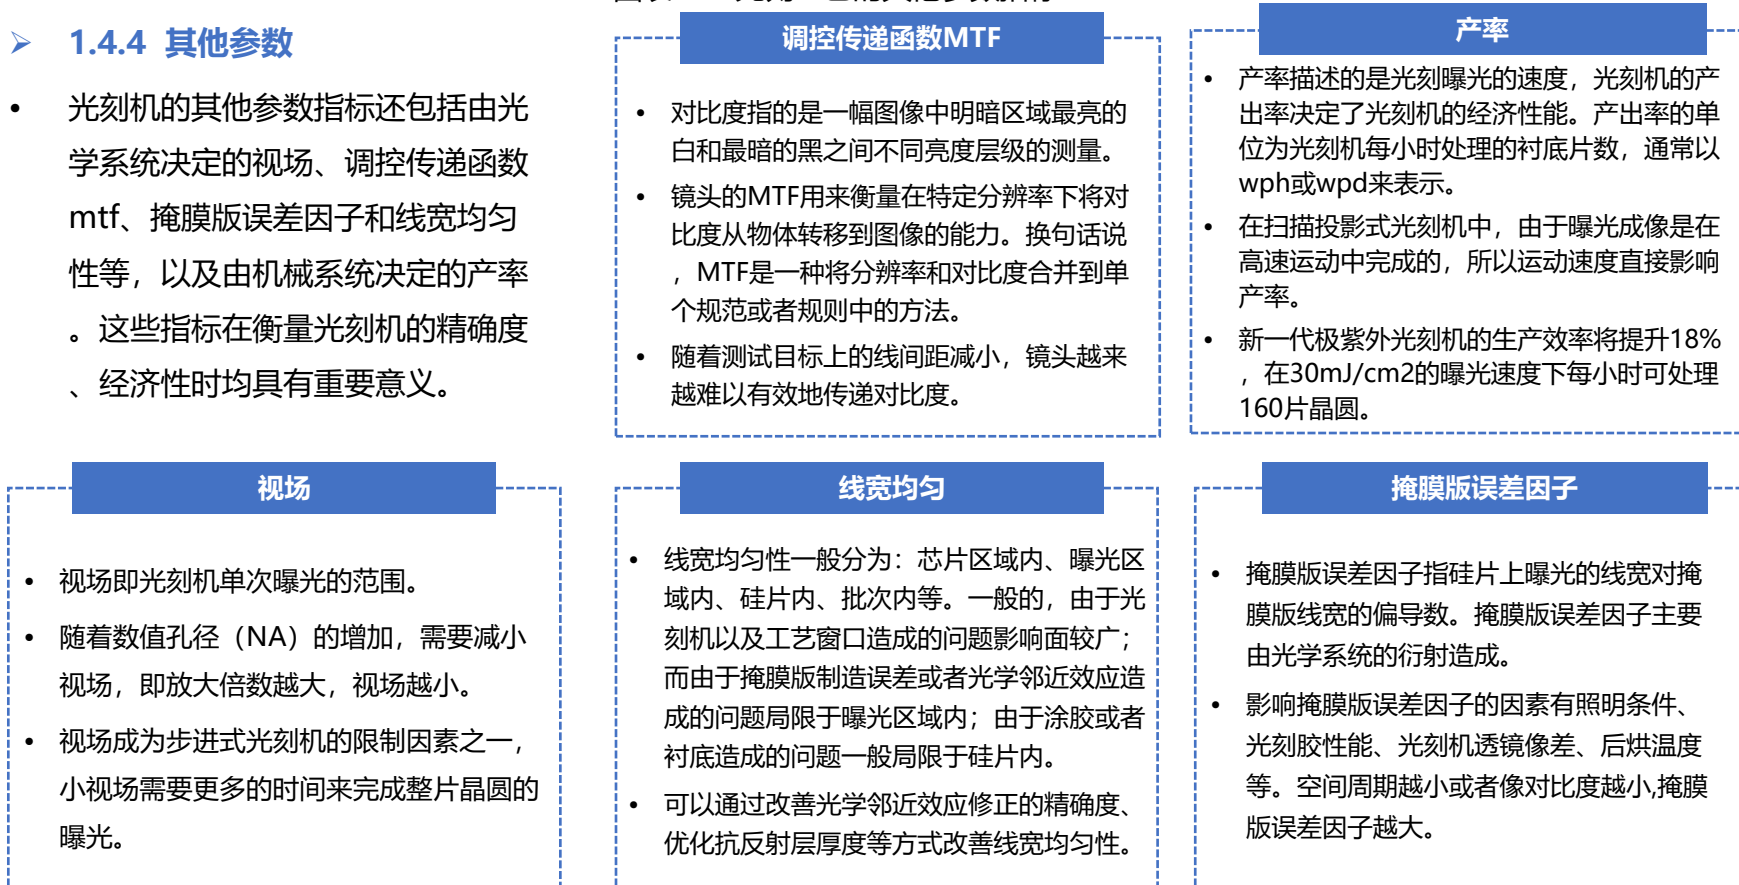 ➢ 1.4.4 其他参数
• 光刻机的其他参数指标还包括由光
学系统决定的视场、调控传递函数
mtf、掩膜版误差因子和线宽均匀
性等，以及由机械系统决定的产率
。这些指标在衡量光刻机的精确度
、经济性时均具有重要意义。
调控传递函数MTF
• 对比度指的是一幅图像中明暗区域最亮的
白和最暗的黑之间不同亮度层级的测量。
• 镜头的MTF用来衡量在特定分辨率下将对
比度从物体转移到图像的能力。换句话说
，MTF是一种将分辨率和对比度合并到单
个规范或者规则中的方法。
• 随着测试目标上的线间距减小，镜头越来
越难以有效地传递对比度。
产率
• 产率描述的是光刻曝光的速度，光刻机的产
出率决定了光刻机的经济性能。产出率的单
位为光刻机每小时处理的衬底片数，通常以
wph或wpd来表示。
• 在扫描投影式光刻机中，由于曝光成像是在
高速运动中完成的，所以运动速度直接影响
产率。
• 新一代极紫外光刻机的生产效率将提升18%
，在30mJ/cm2的曝光速度下每小时可处理
160片晶圆。
视场
• 视场即光刻机单次曝光的范围。
• 随着数值孔径（NA）的增加，需要减小
视场，即放大倍数越大，视场越小。
• 视场成为步进式光刻机的限制因素之一，
小视场需要更多的时间来完成整片晶圆的
曝光。
线宽均匀
• 线宽均匀性一般分为：芯片区域内、曝光区
域内、硅片内、批次内等。一般的，由于光
刻机以及工艺窗口造成的问题影响面较广；
而由于掩膜版制造误差或者光学邻近效应造
成的问题局限于曝光区域内；由于涂胶或者
衬底造成的问题一般局限于硅片内。
• 可以通过改善光学邻近效应修正的精确度、
优化抗反射层厚度等方式改善线宽均匀性。
掩膜版误差因子
• 掩膜版误差因子指硅片上曝光的线宽对掩
膜版线宽的偏导数。掩膜版误差因子主要
由光学系统的衍射造成。
• 影响掩膜版误差因子的因素有照明条件、
光刻胶性能、光刻机透镜像差、后烘温度
等。空间周期越小或者像对比度越小,掩膜
版误差因子越大。